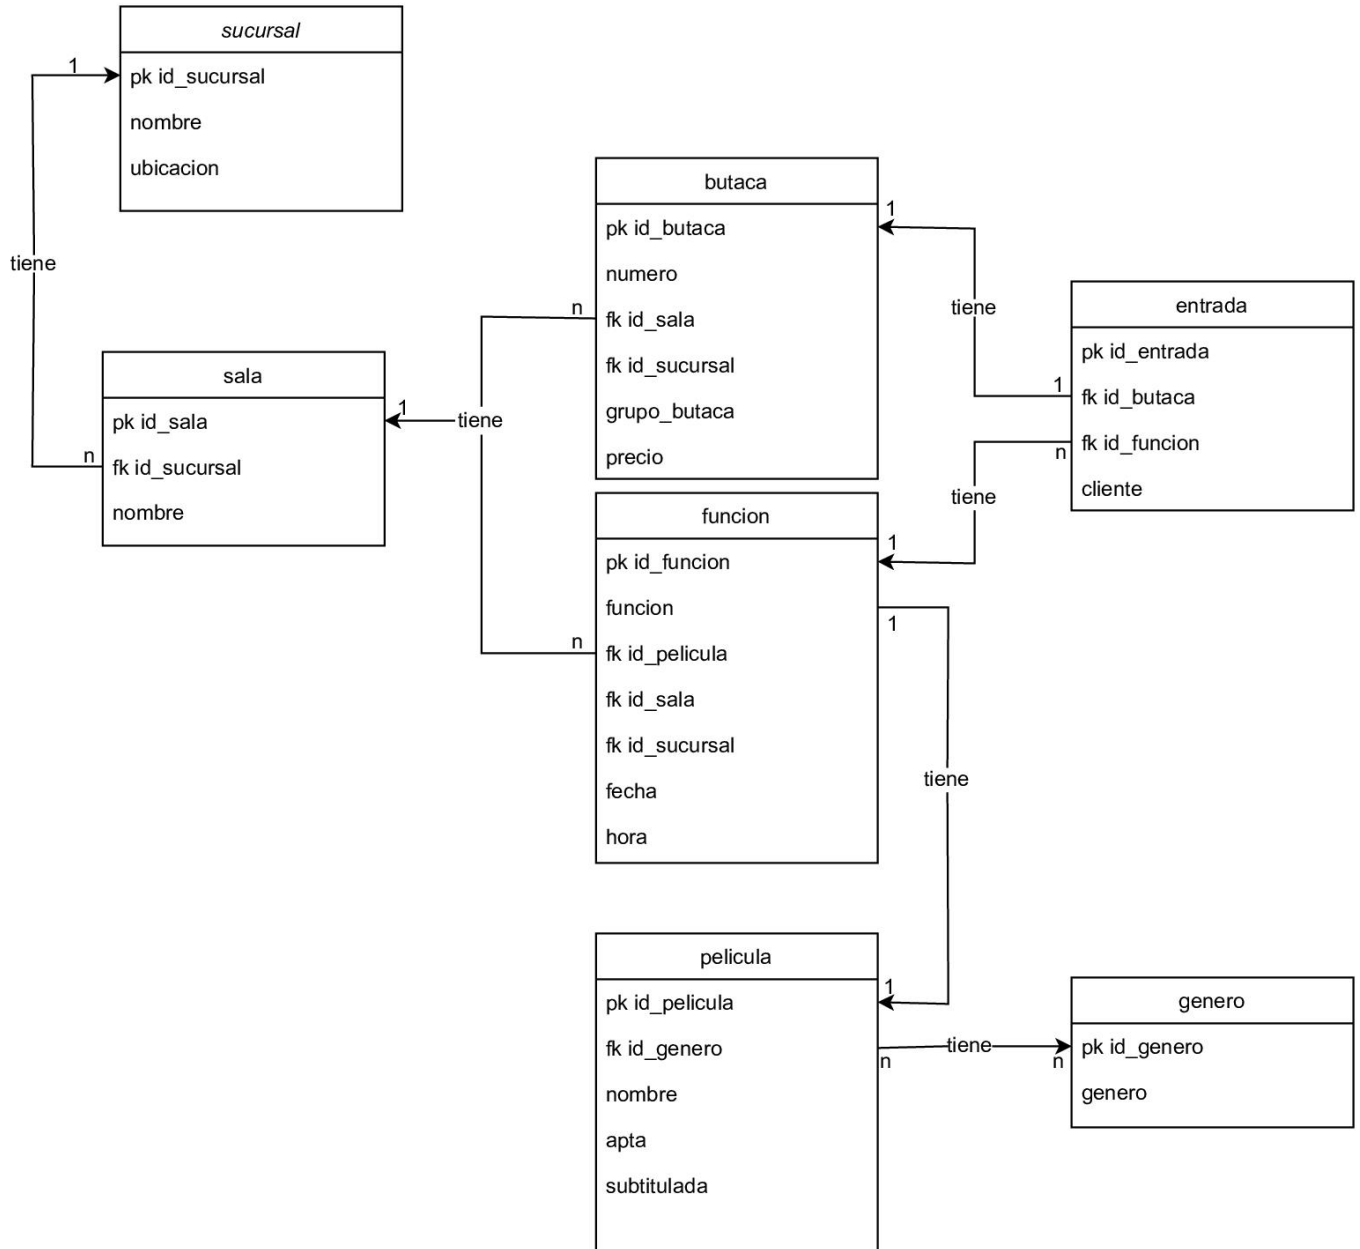 sucursal
pk id_sucursal
nombre
ubicacion
1
tiene
n
sala
pk id_sala
fk id_sucursal
nombre
1
tiene
n
n
butaca
pk id_butaca
numero
fk id_sala
fk id_sucursal
grupo_butaca
precio
1
tiene
1
entrada
pk id_entrada
fk id_butaca
fk id_funcion
cliente
n
tiene
1
funcion
pk id_funcion
funcion
fk id_pelicula
fk id_sala
fk id_sucursal
fecha
hora
1
tiene
1
pelicula
pk id_pelicula
fk id_genero
nombre
apta
subtitulada
n
tiene
n
genero
pk id_genero
genero